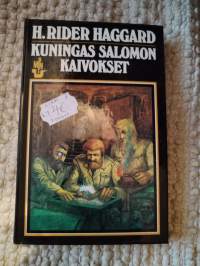 H. RIDER HAGGARD
KUNINGAS SALOMON
KAIVOKSET